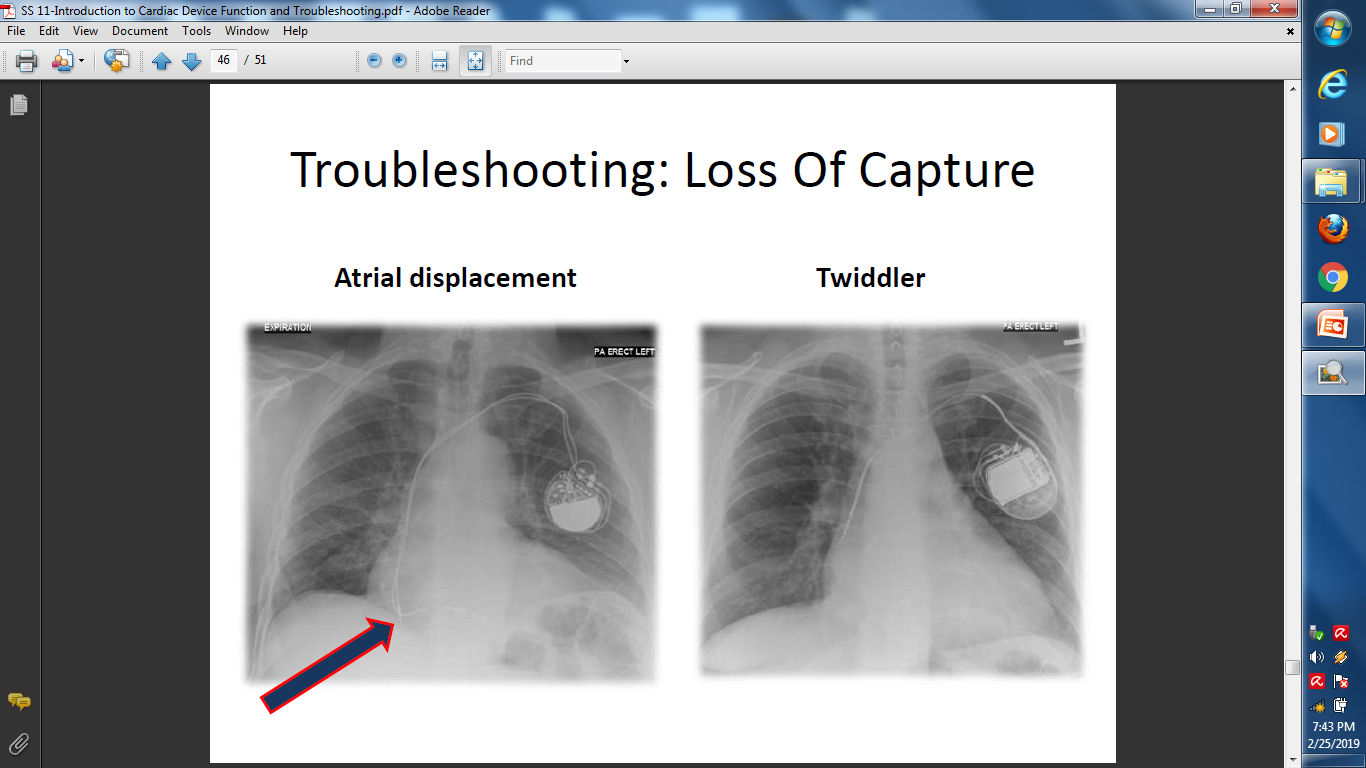 SS 11-Introduction to Cardiac Device Function and Troubleshooting.pdf - Adobe Reader
File Edit View Document Tools Window Help
46 / 51 Find
Troubleshooting: Loss Of Capture
Atrial displacement Twiddler
EXPIRATION
PA ERECT LEFT
PA ERECT LEFT
7:43 PM
2/25/2019